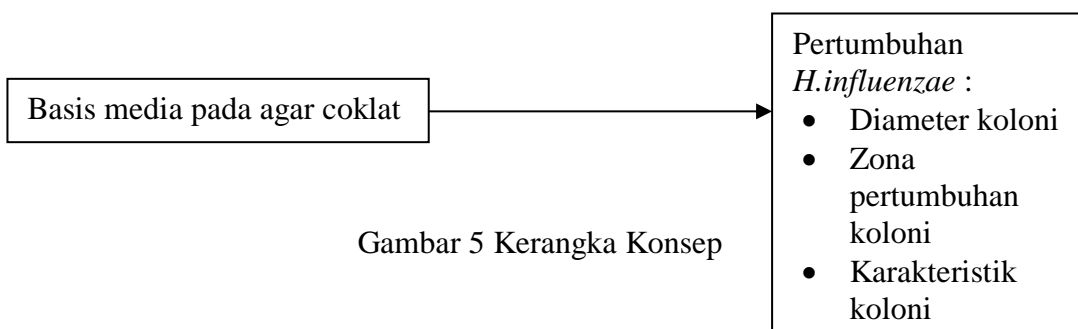 Basis media pada agar coklat
Pertumbuhan
H.influenzae :
• Diameter koloni
• Zona
pertumbuhan
koloni
• Karakteristik
koloni
Gambar 5 Kerangka Konsep